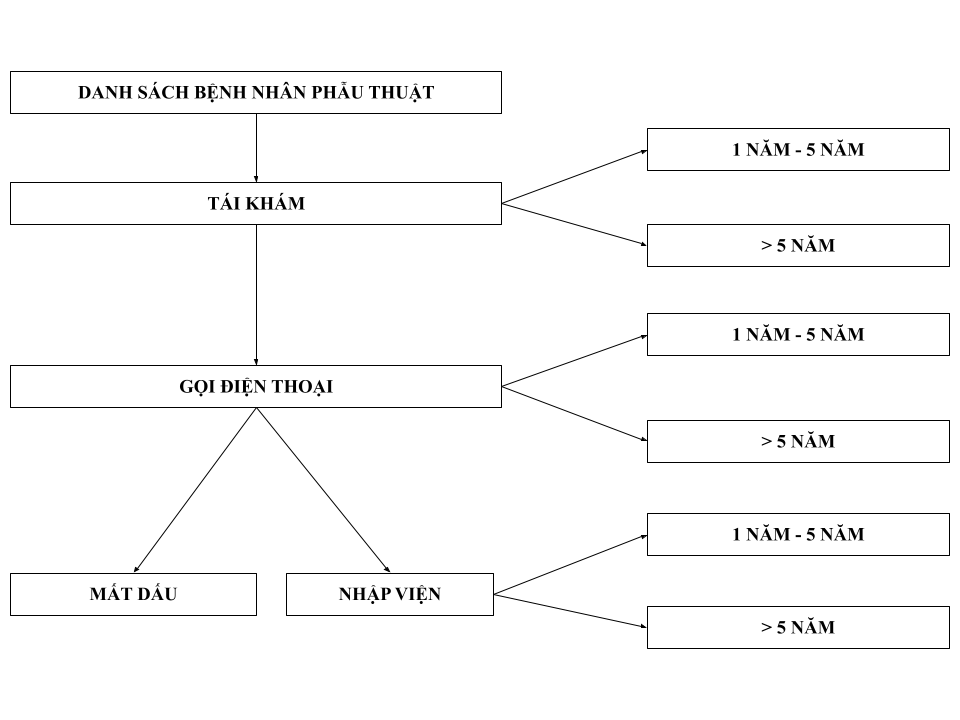 DANH SÁCH BỆNH NHÂN PHẪU THUẬT
1 NĂM - 5 NĂM
TÁI KHÁM
> 5 NĂM
1 NĂM - 5 NĂM
GỌI ĐIỆN THOẠI
> 5 NĂM
1 NĂM - 5 NĂM
MẤT DẤU
NHẬP VIỆN
> 5 NĂM